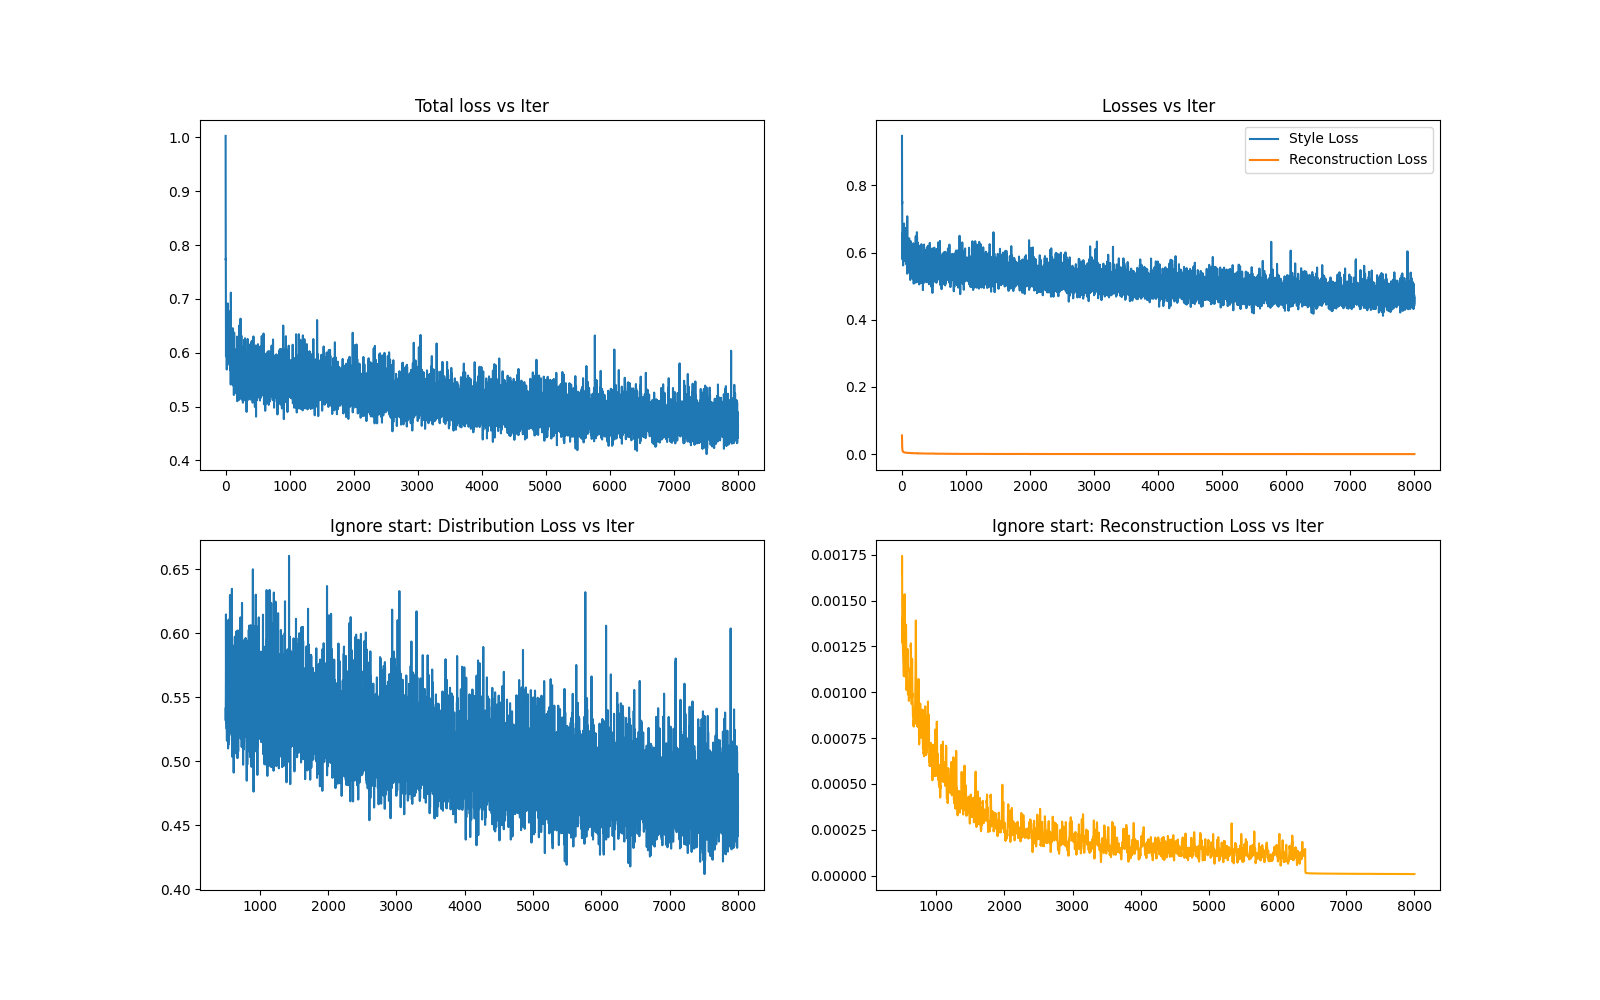 Total loss vs Iter
1.0
0.9
0.8
0.7
0.6
0.5
0.4
0 1000 2000 3000 4000 5000 6000 7000 8000
Losses vs Iter
Style Loss
Reconstruction Loss
0.8
0.6
0.4
0.2
0.0
0 1000 2000 3000 4000 5000 6000 7000 8000
Ignore start: Distribution Loss vs Iter
0.65
0.60
0.55
0.50
0.45
0.40
1000 2000 3000 4000 5000 6000 7000 8000
Ignore start: Reconstruction Loss vs Iter
0.00175
0.00150
0.00125
0.00100
0.00075
0.00050
0.00025
0.00000
1000 2000 3000 4000 5000 6000 7000 8000